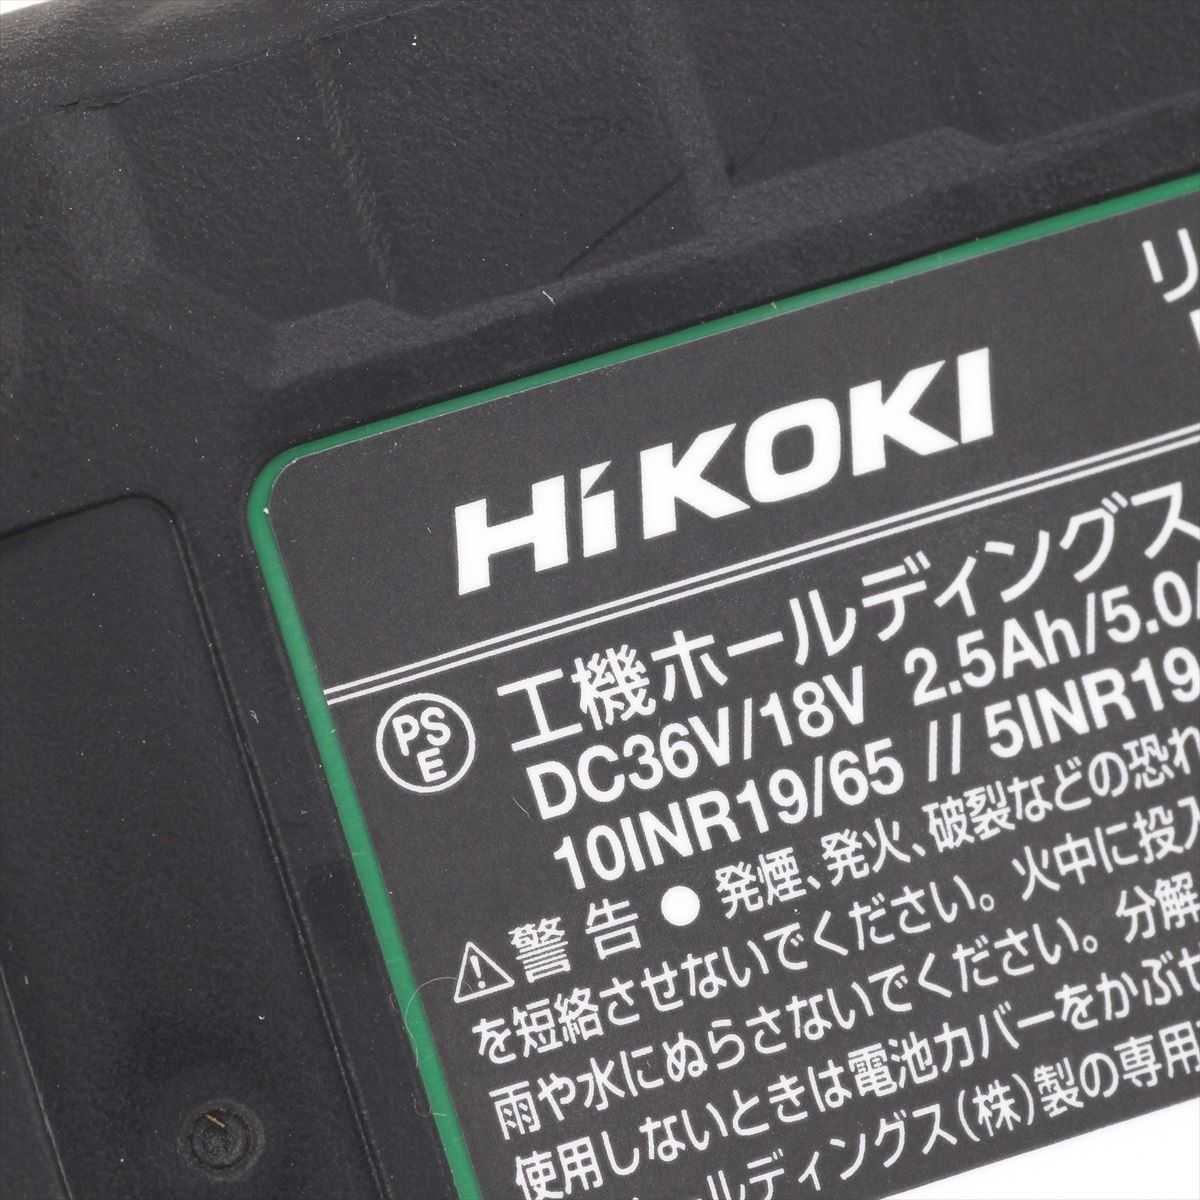 リ
HiKOKI
工機ホールディングス
PS
E
DC36V/18V 2.5Ah/5.0
10INR19/65 // 5INR19
⚠警告 ● 発煙、発火、破裂などの恐れ
を短絡させないでください。火中に投入
雨や水にぬらさないでください。分解
使用しないときは電池カバーをかぶせ
ールディングス(株)製の専用